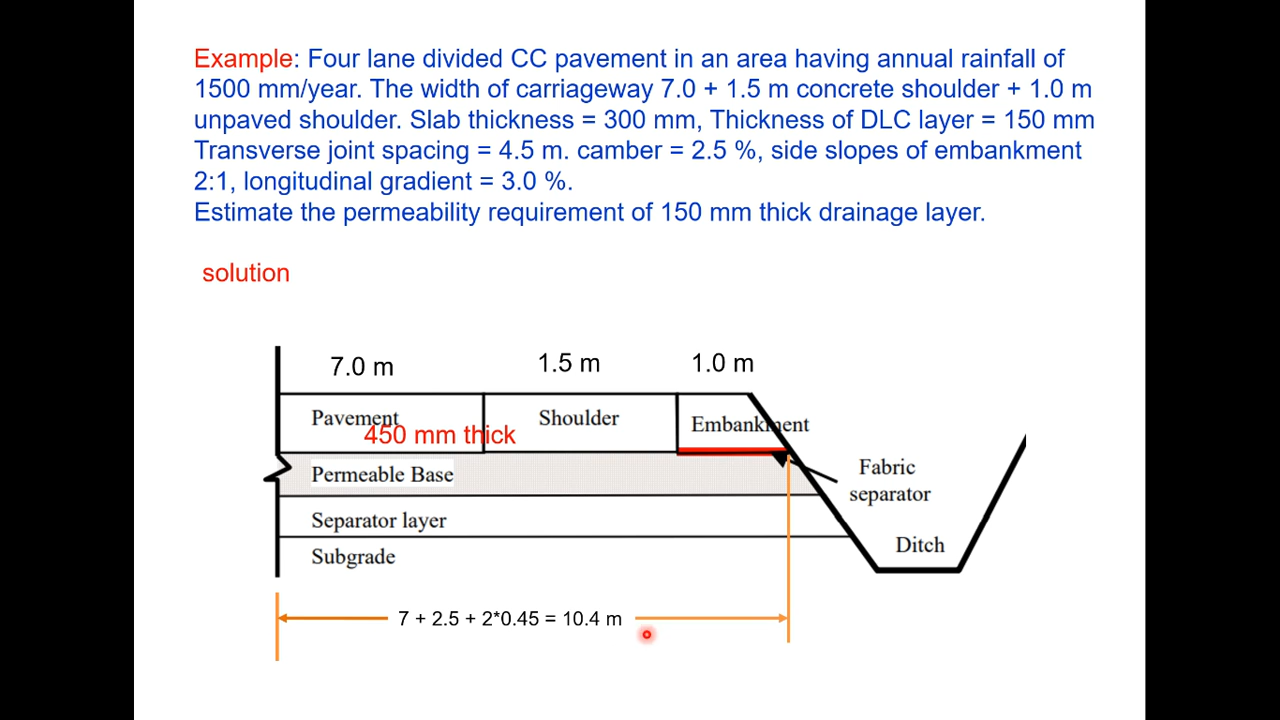 Example: Four lane divided CC pavement in an area having annual rainfall of
1500 mm/year. The width of carriageway 7.0 + 1.5 m concrete shoulder + 1.0 m
unpaved shoulder. Slab thickness = 300 mm, Thickness of DLC layer = 150 mm
Transverse joint spacing = 4.5 m. camber = 2.5 %, side slopes of embankment
2:1, longitudinal gradient = 3.0 %.
Estimate the permeability requirement of 150 mm thick drainage layer.
solution
7.0 m
1.5 m
1.0 m
Pavement
Shoulder
Embankment
450 mm thick
Permeable Base
Fabric
separator
Separator layer
Ditch
Subgrade
7 + 2.5 + 2*0.45 = 10.4 m